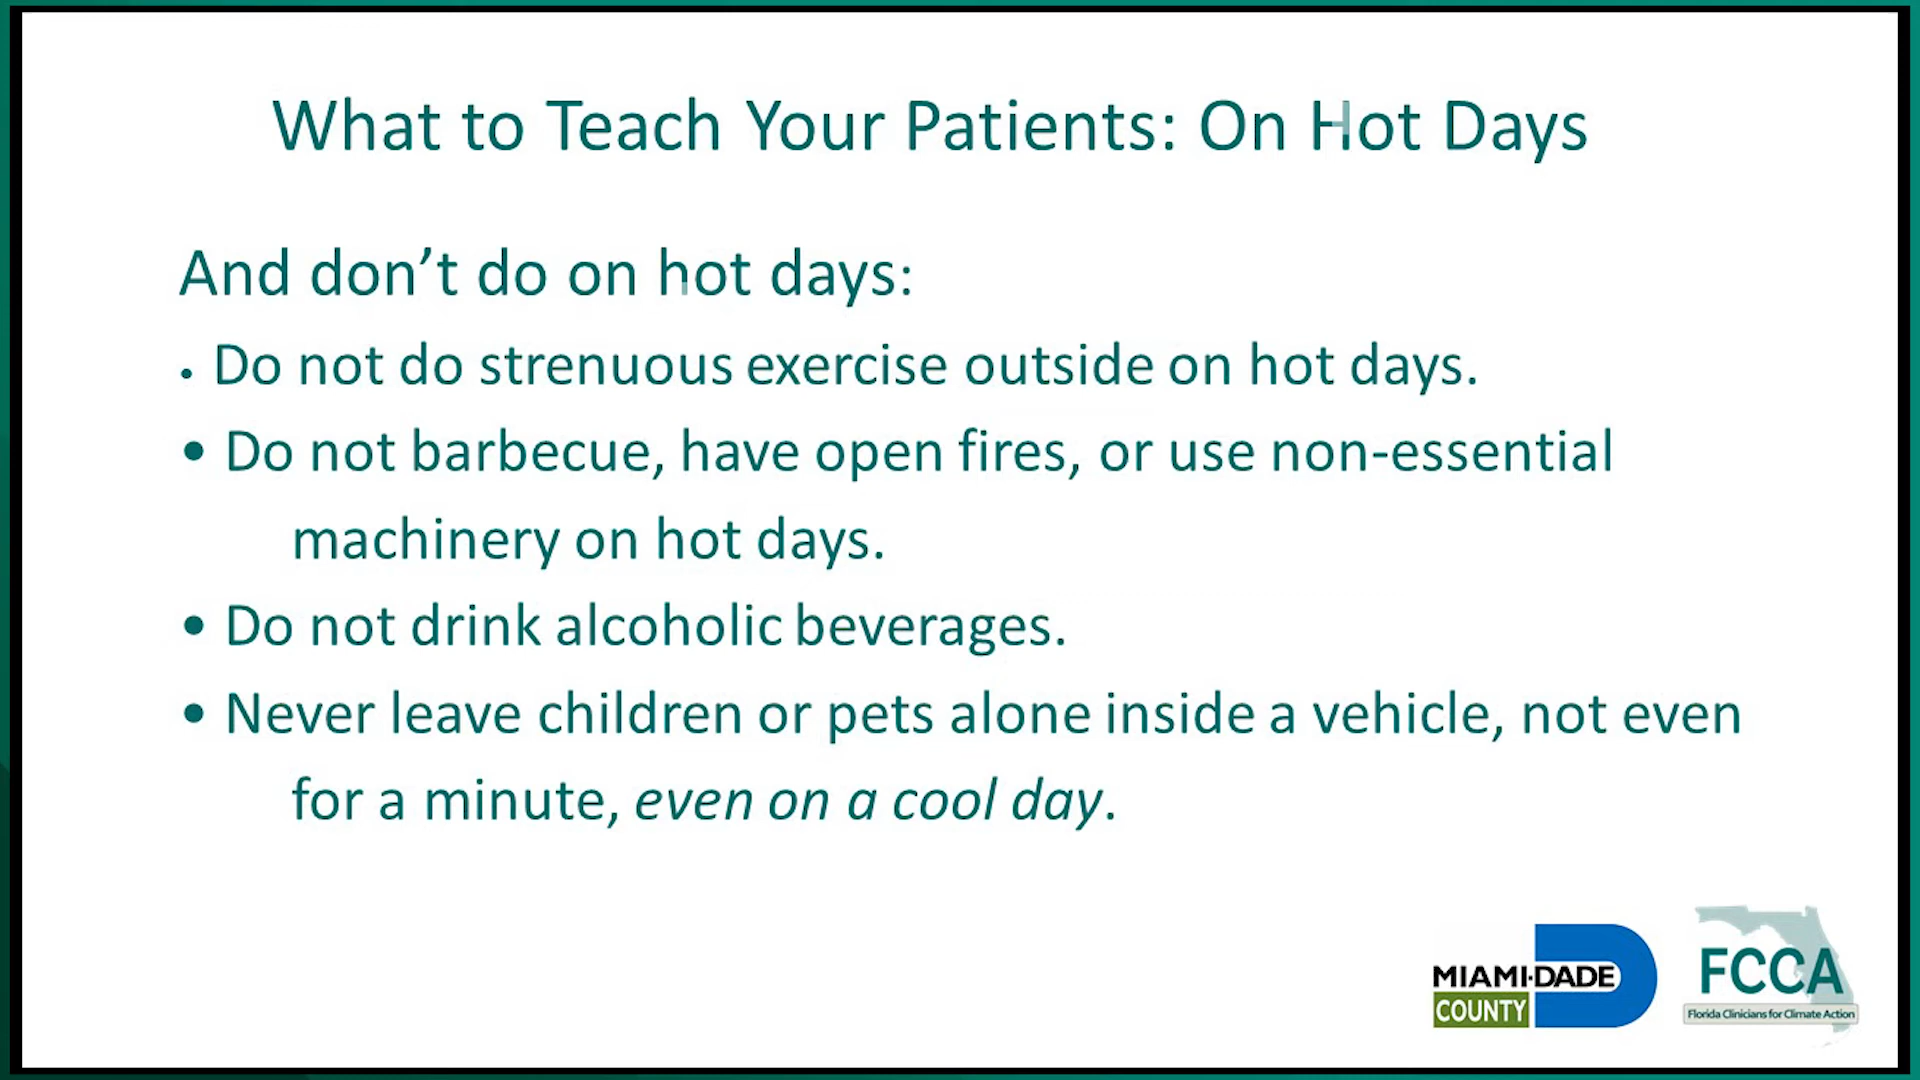 What to Teach Your Patients: On Hot Days
And don’t do on hot days:
• Do not do strenuous exercise outside on hot days.
• Do not barbecue, have open fires, or use non-essential
machinery on hot days.
• Do not drink alcoholic beverages.
• Never leave children or pets alone inside a vehicle, not even
for a minute, even on a cool day.
MIAMI-DADE
COUNTY
FCCA
Florida Clinicians for Climate Action